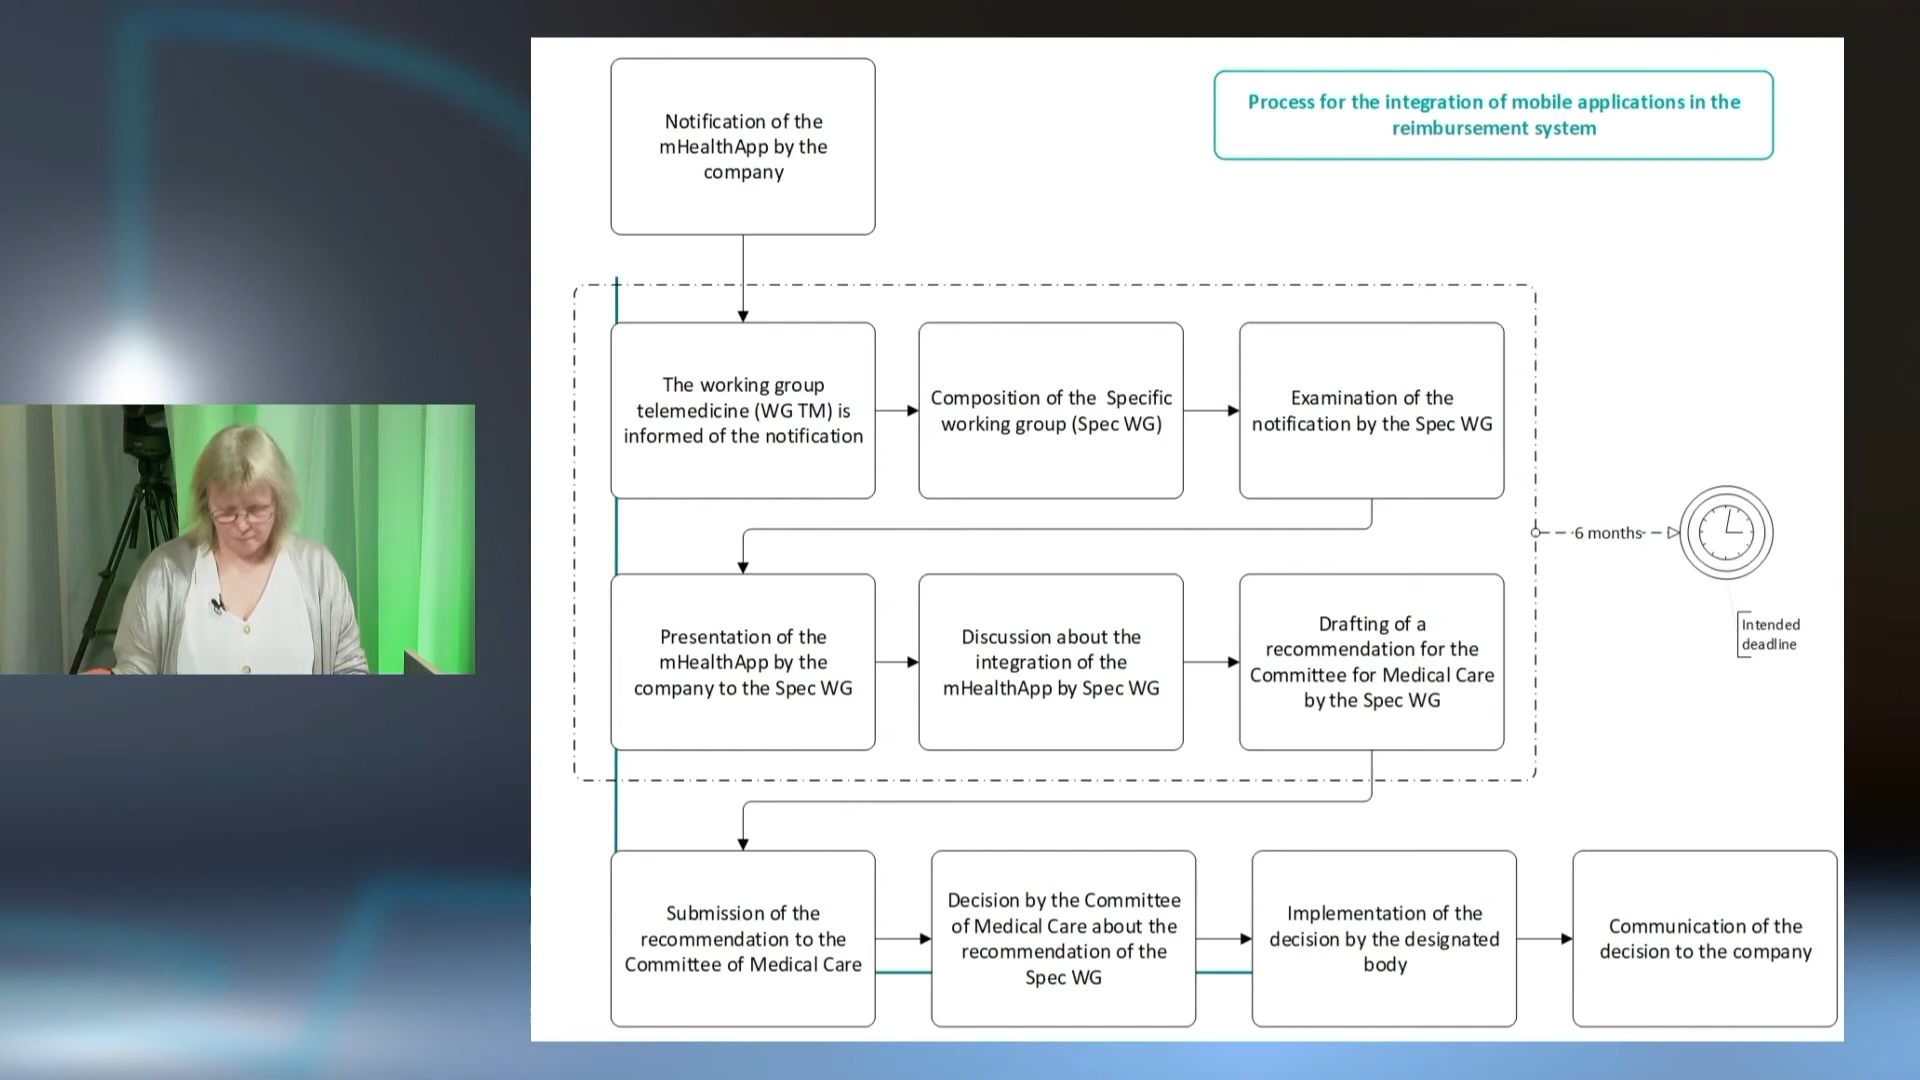 Notification of the
mHealthApp by the
company
Process for the integration of mobile applications in the
reimbursement system
The working group
telemedicine (WG TM) is
informed of the notification
Composition of the Specific
working group (Spec WG)
Examination of the
notification by the Spec WG
6 months
Intended
deadline
Presentation of the
mHealthApp by the
company to the Spec WG
Discussion about the
integration of the
mHealthApp by Spec WG
Drafting of a
recommendation for the
Committee for Medical Care
by the Spec WG
Submission of the
recommendation to the
Committee of Medical Care
Decision by the Committee
of Medical Care about the
recommendation of the
Spec WG
Implementation of the
decision by the designated
body
Communication of the
decision to the company